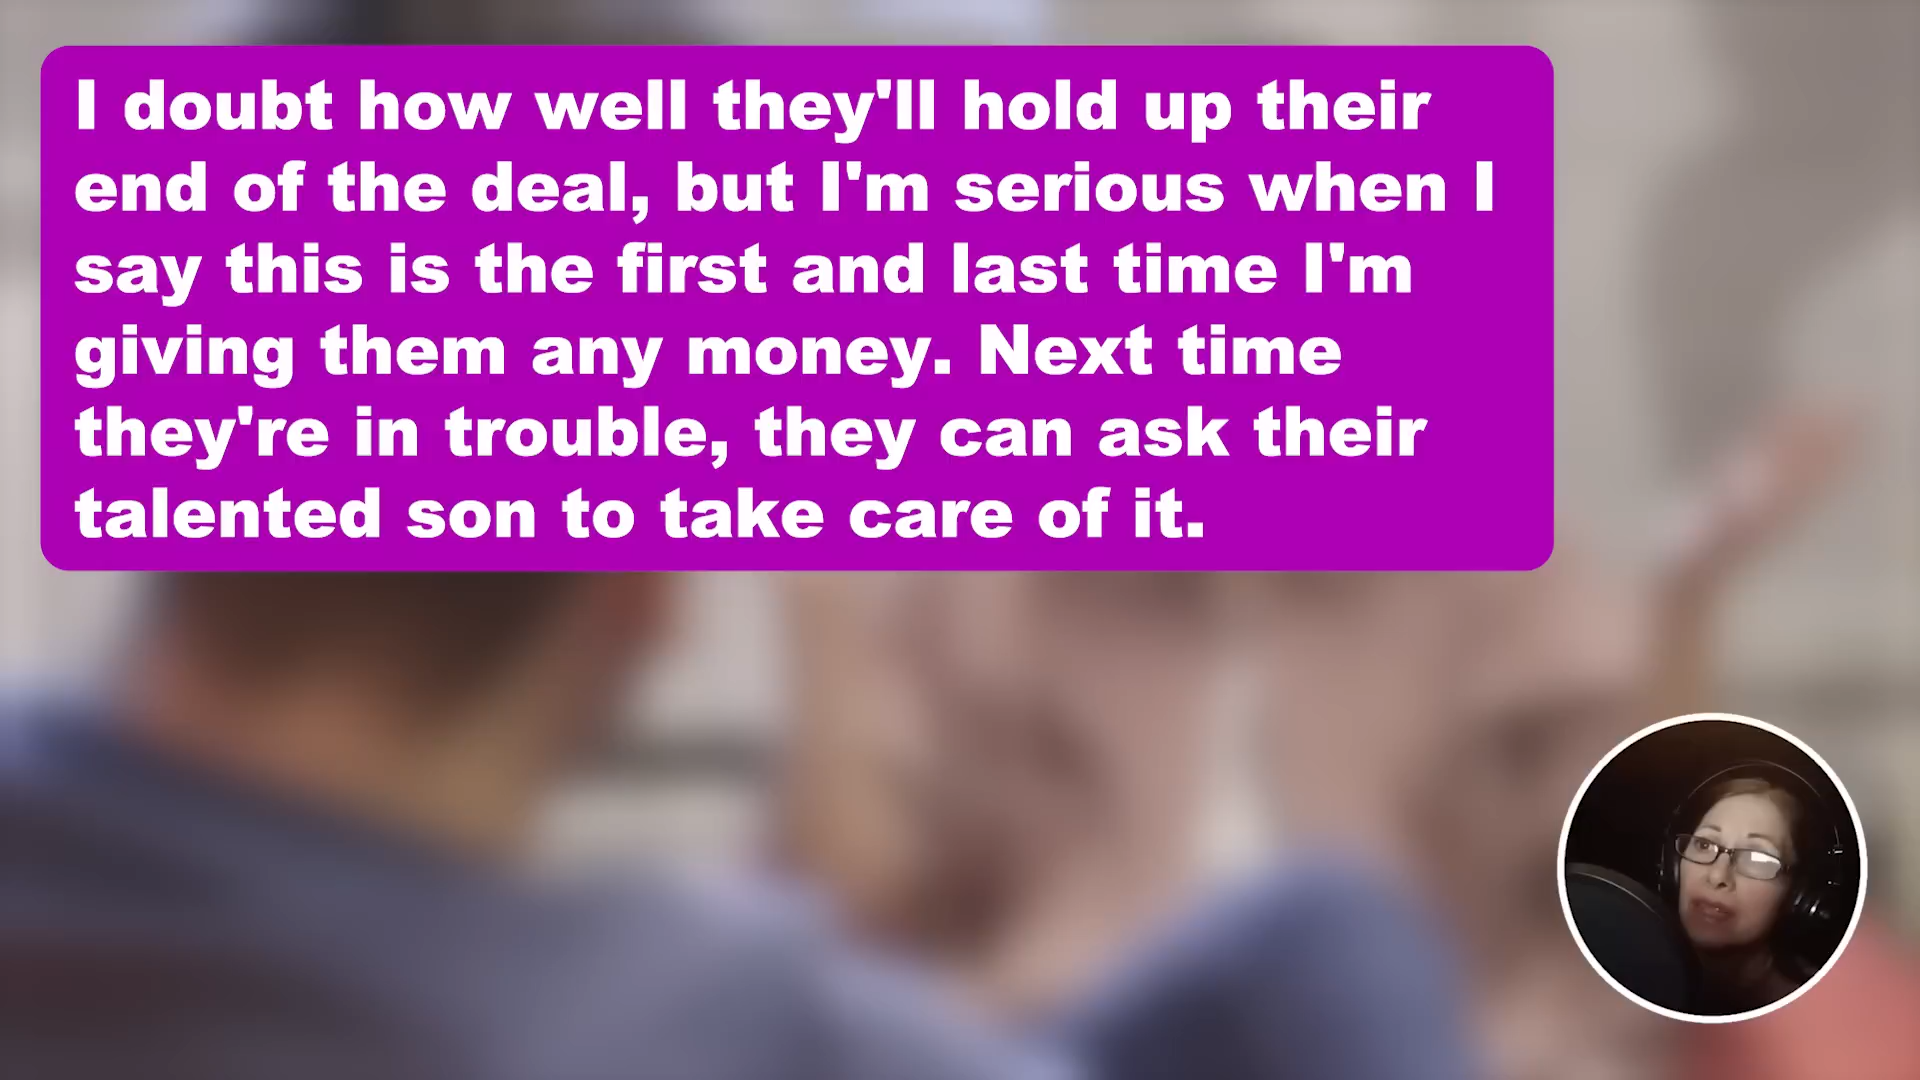 I doubt how well they'll hold up their
end of the deal, but I'm serious when I
say this is the first and last time I'm
giving them any money. Next time
they're in trouble, they can ask their
talented son to take care of it.